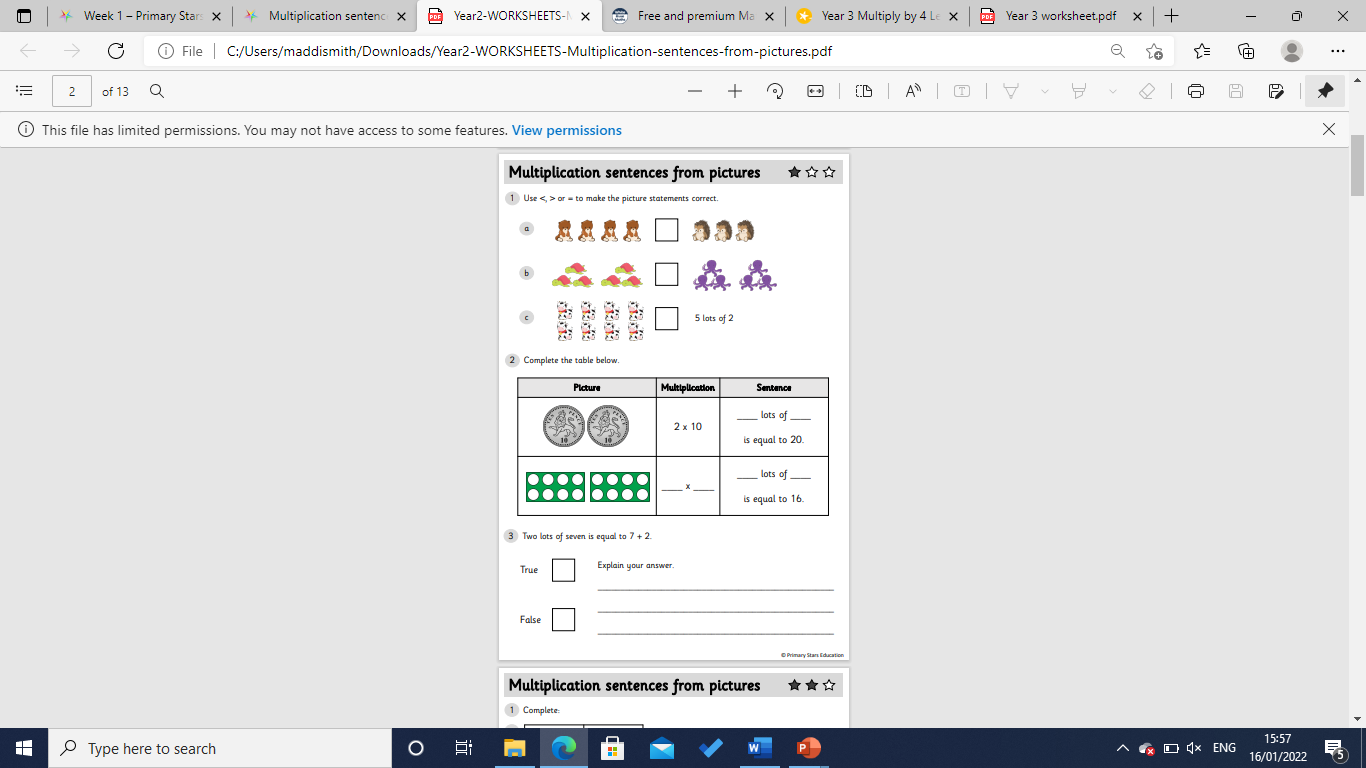 Week 1 – Primary Stars
Multiplication sentenc
Year2-WORKSHEETS-M
Free and premium Ma
Year 3 Multiply by 4 Le
Year 3 worksheet.pdf
File
C:/Users/maddismith/Downloads/Year2-WORKSHEETS-Multiplication-sentences-from-pictures.pdf
2 of 13
This file has limited permissions. You may not have access to some features. View permissions
Multiplication sentences from pictures
1 Use <, > or = to make the picture statements correct.
a
b
c 5 lots of 2
2 Complete the table below.
Picture Multiplication Sentence
TEN PENCE 10 TEN PENCE 10
2 x 10
____ lots of ____
is equal to 20.
____ x ____
____ lots of ____
is equal to 16.
3 Two lots of seven is equal to 7 + 2.
True
Explain your answer.
False
© Primary Stars Education
Multiplication sentences from pictures
1 Complete:
Type here to search
ENG
15:57
16/01/2022
5